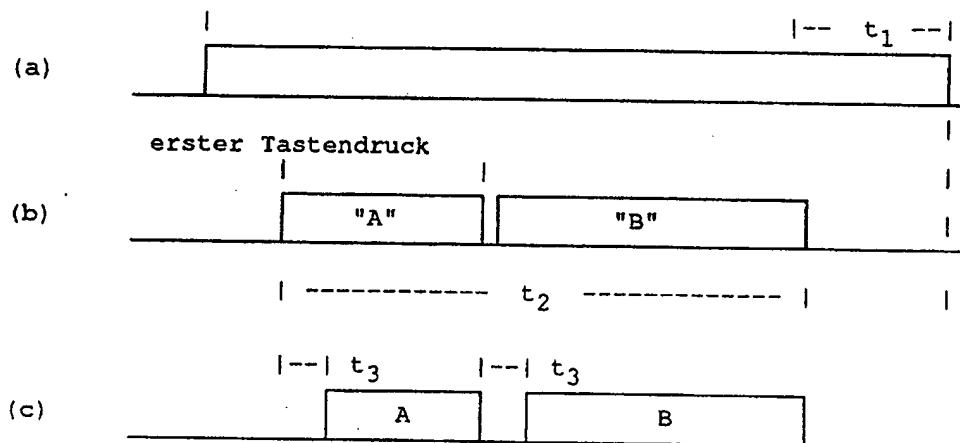 |-- t₁ --|
(a)
erster Tastendruck
(b) "A" "B"
|------------ t₂ ------------|
|--| t₃ |--| t₃
(c) A B